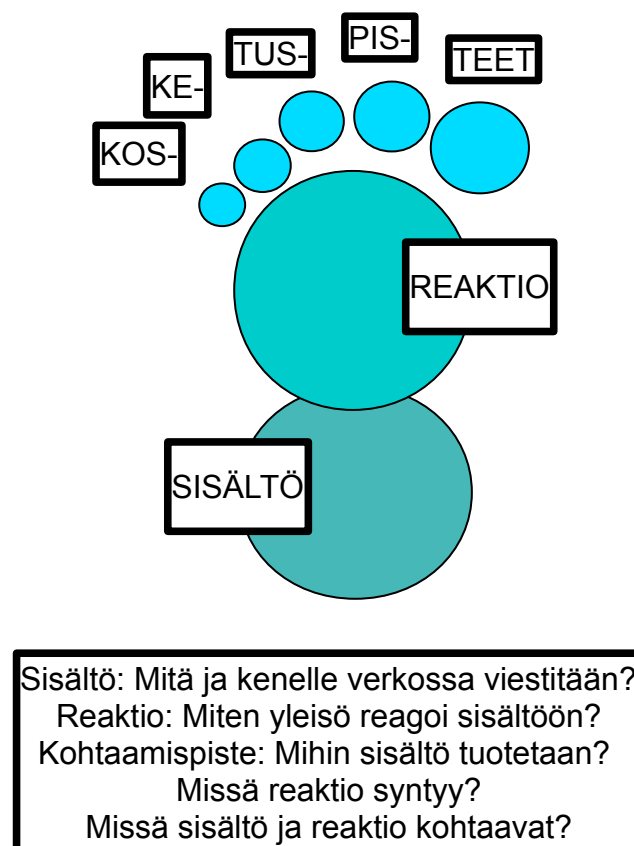 KOS-
KE-
TUS-
PIS-
TEET
REAKTIO
SISÄLTÖ
Sisältö: Mitä ja kenelle verkossa viestitään?
Reaktio: Miten yleisö reagoi sisältöön?
Kohtaamispiste: Mihin sisältö tuotetaan?
Missä reaktio syntyy?
Missä sisältö ja reaktio kohtaavat?